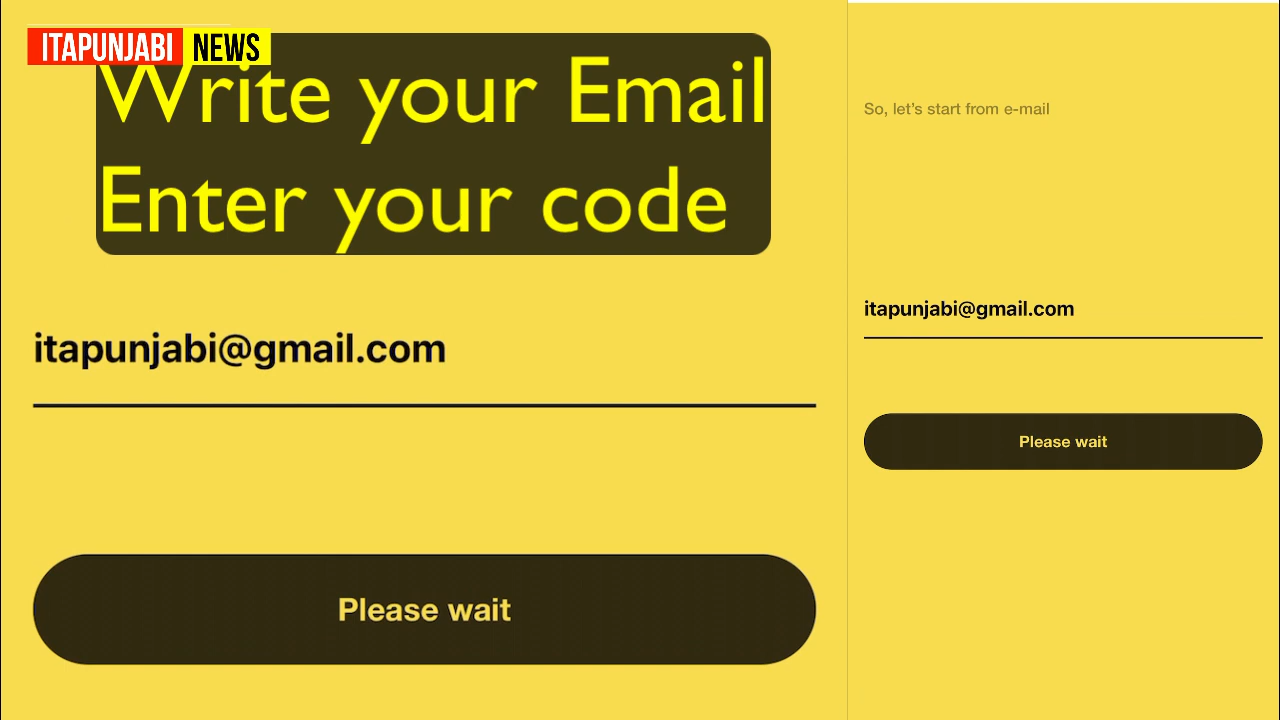 ITAPUNJABI NEWS
Write your Email
Enter your code
itapunjabi@gmail.com
Please wait
So, let's start from e-mail
itapunjabi@gmail.com
Please wait